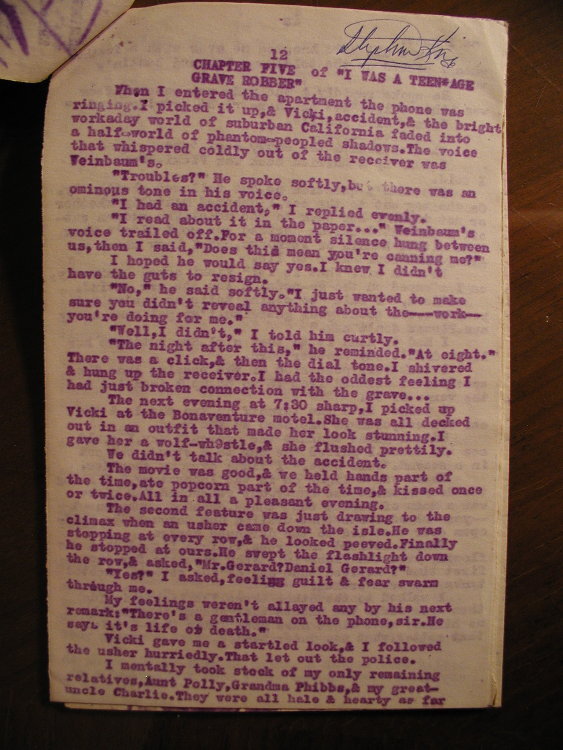 Stephen King
12
CHAPTER FIVE of "I WAS A TEEN*AGE
GRAVE ROBBER"
When I entered the apartment the phone was
ringing.I picked it up,& Vicki,accident,& the bright
workaday world of suburban California faded into
a half-world of phantom-peopled shadows.The voice
that whispered coldly out of the receiver was
Weinbaum's.
"Troubles?" He spoke softly,but there was an
ominous tone in his voice.
"I had an accident," I replied evenly.
"I read about it in the paper..." Weinbaum's
voice trailed off.For a moment silence hung between
us,then I said,"Does this mean you're canning me?"
I hoped he would say yes.I knew I didn't
have the guts to resign.
"No," he said softly."I just wanted to make
sure you didn't reveal anything about the---work--
you're doing for me."
"Well,I didn't," I told him curtly.
"The night after this," he reminded."At eight."
There was a click,& then the dial tone.I shivered
& hung up the receiver.I had the oddest feeling I
had just broken connection with the grave...
The next evening at 7:30 sharp,I picked up
Vicki at the Bonaventure motel.She was all decked
out in an outfit that made her look stunning.I
gave her a wolf-wh9stle,& she flushed prettily.
We didn't talk about the accident.
The movie was good,& we held hands part of
the time,ate popcorn part of the time,& kissed once
or twice.All in all a pleasant evening.
The second feature was just drawing to the
climax when an usher came down the isle.He was
stopping at every row,& he looked peeved.Finally
he stopped at ours.He swept the flashlight down
the row,& asked,"Mr.Gerard?Daniel Gerard?"
"Yes?" I asked,feeling guilt & fear swarm
through me.
My feelings weren't allayed any by his next
remark:"There's a gentleman on the phone,sir.He
says it's life or death."
Vicki gave me a startled look,& I followed
the usher hurriedly.That let out the police.
I mentally took stock of my only remaining
relatives,Aunt Polly,Grandma Phibbs,& my great-
uncle Charlie.They were all hale & hearty as far